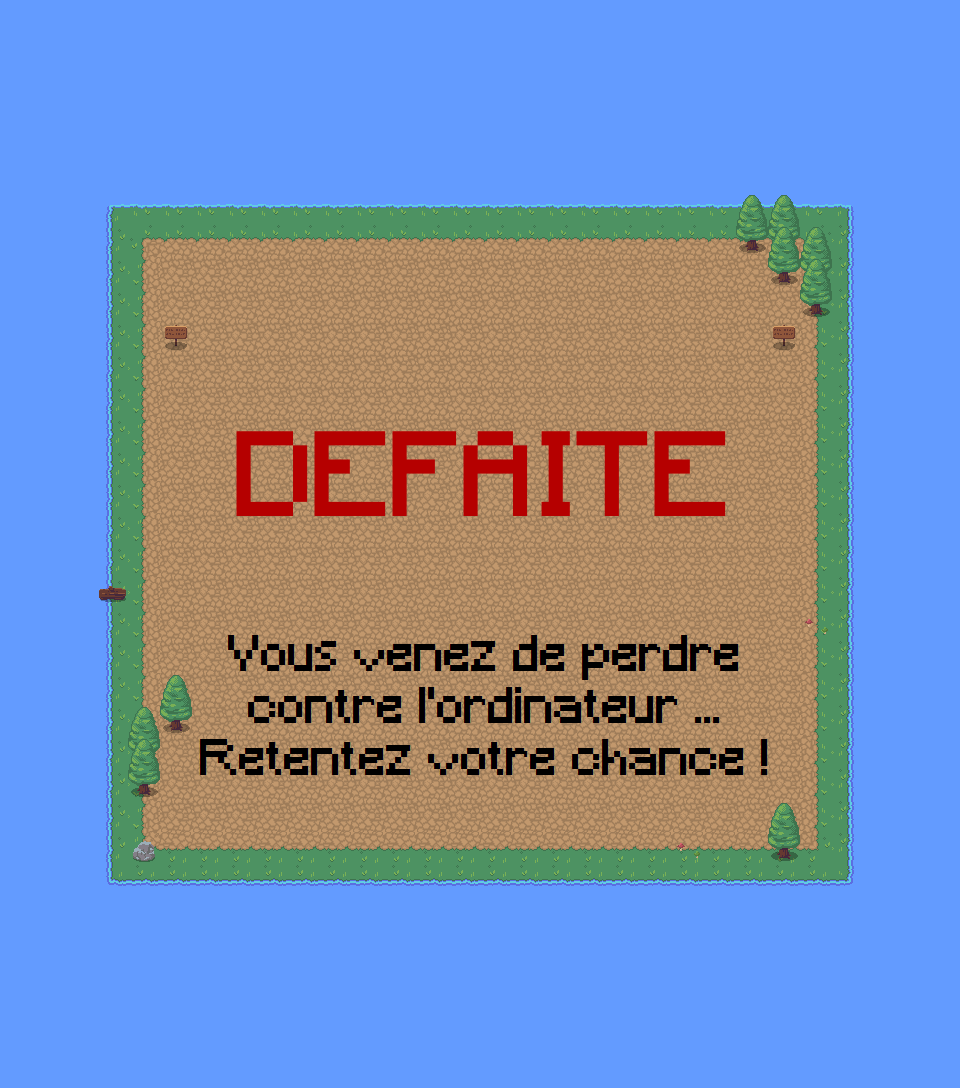 DEFAITE
Vous venez de perdre
contre l'ordinateur ...
Retentez votre chance !